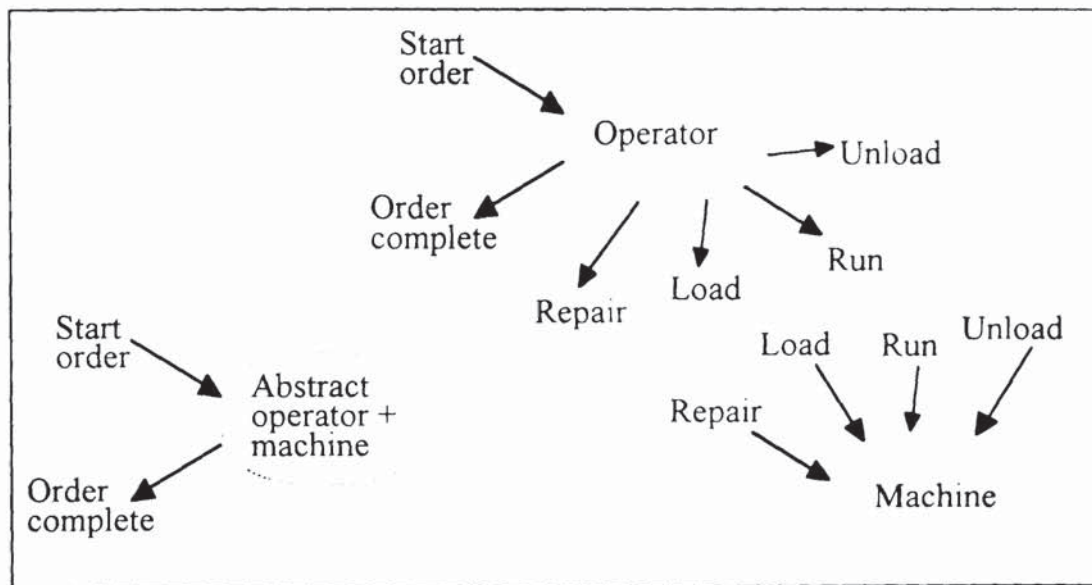 Start
order
Operator
Unload
Order
complete
Run
Load
Repair
Start
order
Load
Run
Unload
Abstract
operator +
machine
Repair
Order
complete
Machine